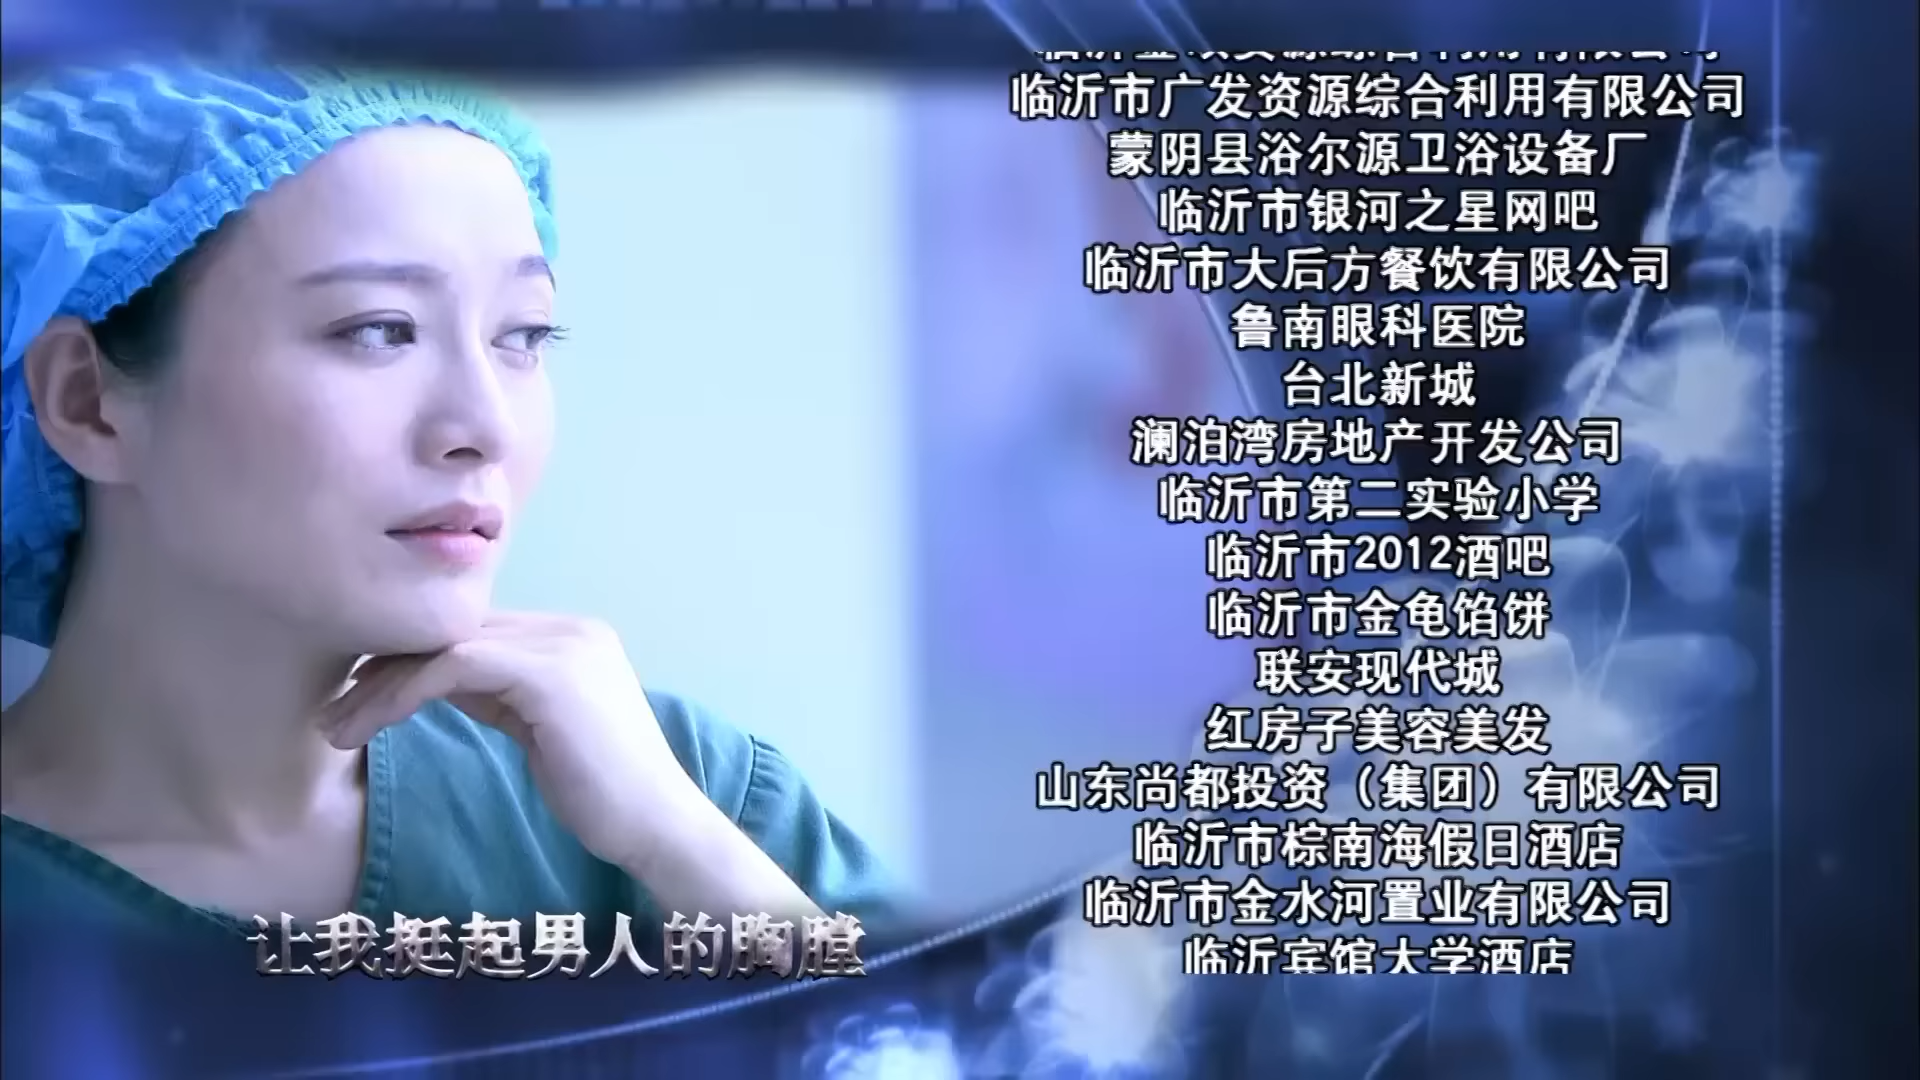 临沂市广发资源综合利用有限公司
蒙阴县浴尔源卫浴设备厂
临沂市银河之星网吧
临沂市大后方餐饮有限公司
鲁南眼科医院
台北新城
澜泊湾房地产开发公司
临沂市第二实验小学
临沂市2012酒吧
临沂市金龟馅饼
联安现代城
红房子美容美发
山东尚都投资（集团）有限公司
临沂市棕南海假日酒店
临沂市金水河置业有限公司
临沂宾馆大学酒店
让我挺起男人的胸膛